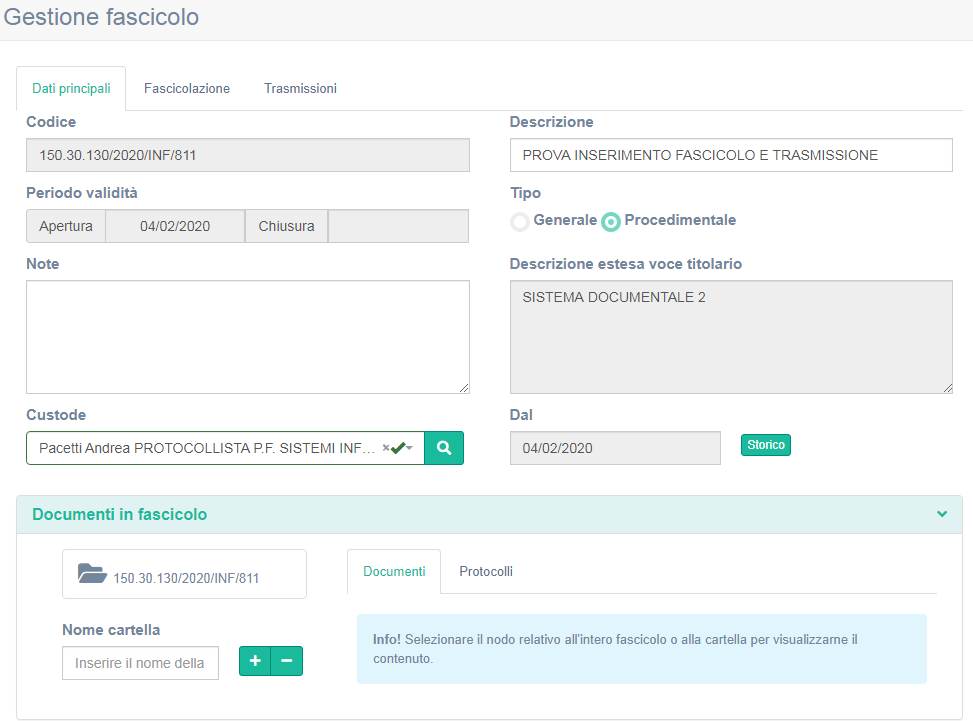 Gestione fascicolo
Dati principali Fascicolazione Trasmissioni
Codice Descrizione
150.30.130/2020/INF/811 PROVA INSERIMENTO FASCICOLO E TRASMISSIONE
Periodo validità Tipo
Apertura 04/02/2020 Chiusura Generale Procedimentale
Note Descrizione estesa voce titolario
SISTEMA DOCUMENTALE 2
Custode Dal
Pacetti Andrea PROTOCOLLISTA P.F. SISTEMI INF... 04/02/2020 Storico
Documenti in fascicolo
150.30.130/2020/INF/811 Documenti Protocolli
Nome cartella
Inserire il nome della
Info! Selezionare il nodo relativo all'intero fascicolo o alla cartella per visualizzarne il
contenuto.